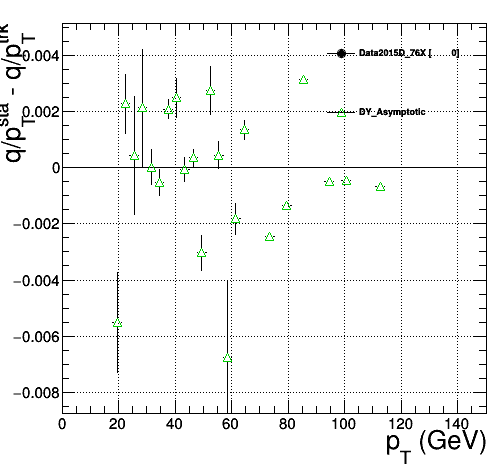 q/p_T^sta - q/p_T^trk
0.004
0.002
0
−0.002
−0.004
−0.006
−0.008
Data2015D_76X [ 0]
DY_Asymptotic
0 20 40 60 80 100 120 140
p_T (GeV)